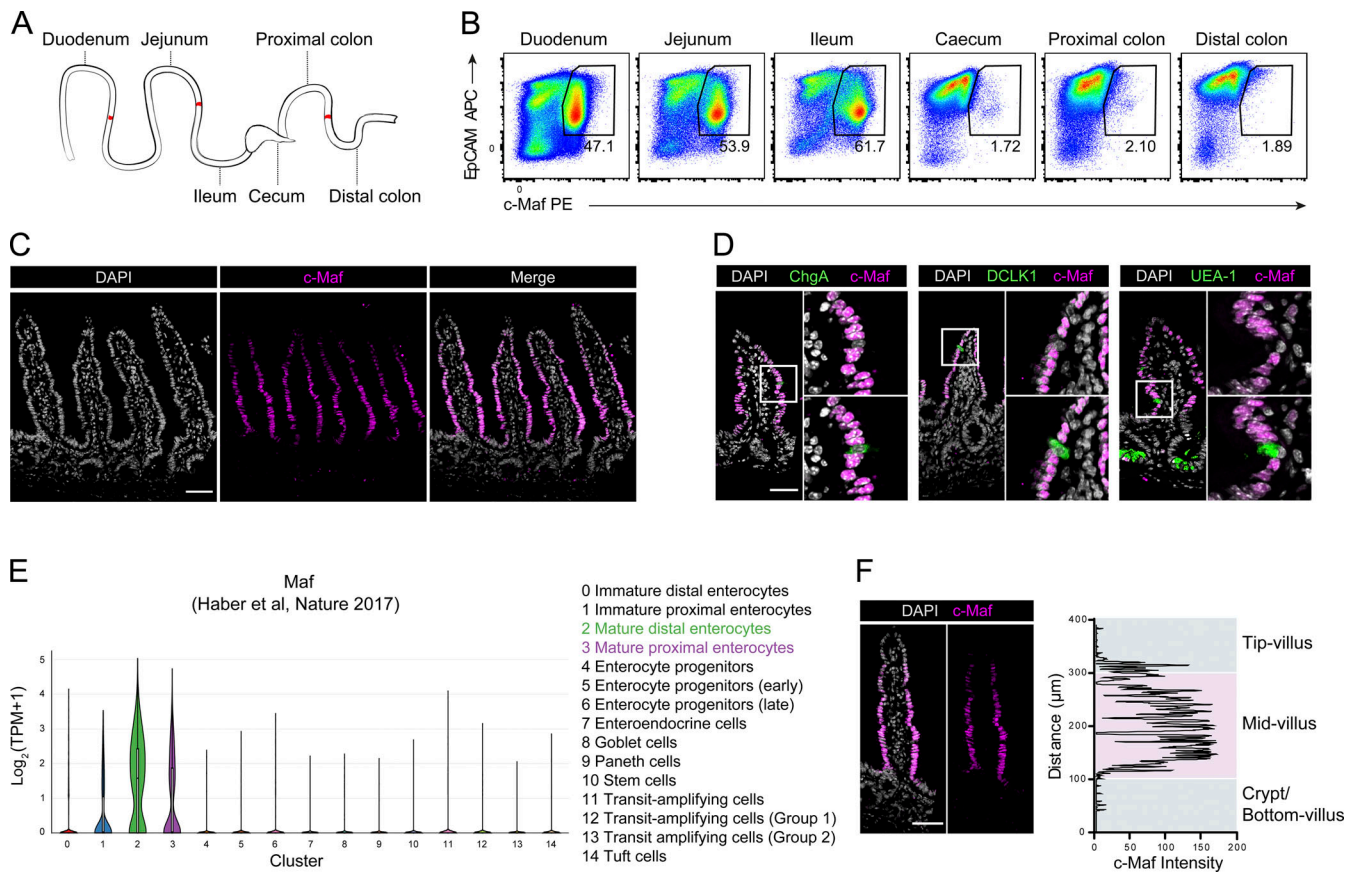 A
Duodenum Jejunum Proximal colon
Ileum Cecum Distal colon
B
Duodenum Jejunum Ileum Caecum Proximal colon Distal colon
EpCAM APC
0
47.1 53.9 61.7 1.72 2.10 1.89
0
c-Maf PE
C
DAPI c-Maf Merge
D
DAPI ChgA c-Maf DAPI DCLK1 c-Maf DAPI UEA-1 c-Maf
E
Maf
(Haber et al, Nature 2017)
Log2(TPM+1)
5
4
3
2
1
0
0 1 2 3 4 5 6 7 8 9 10 11 12 13 14
Cluster
0 Immature distal enterocytes
1 Immature proximal enterocytes
2 Mature distal enterocytes
3 Mature proximal enterocytes
4 Enterocyte progenitors
5 Enterocyte progenitors (early)
6 Enterocyte progenitors (late)
7 Enteroendocrine cells
8 Goblet cells
9 Paneth cells
10 Stem cells
11 Transit-amplifying cells
12 Transit-amplifying cells (Group 1)
13 Transit amplifying cells (Group 2)
14 Tuft cells
F
DAPI c-Maf
Distance (µm)
400
300
200
100
0
0 50 100 150 200
c-Maf Intensity
Tip-villus
Mid-villus
Crypt/
Bottom-villus